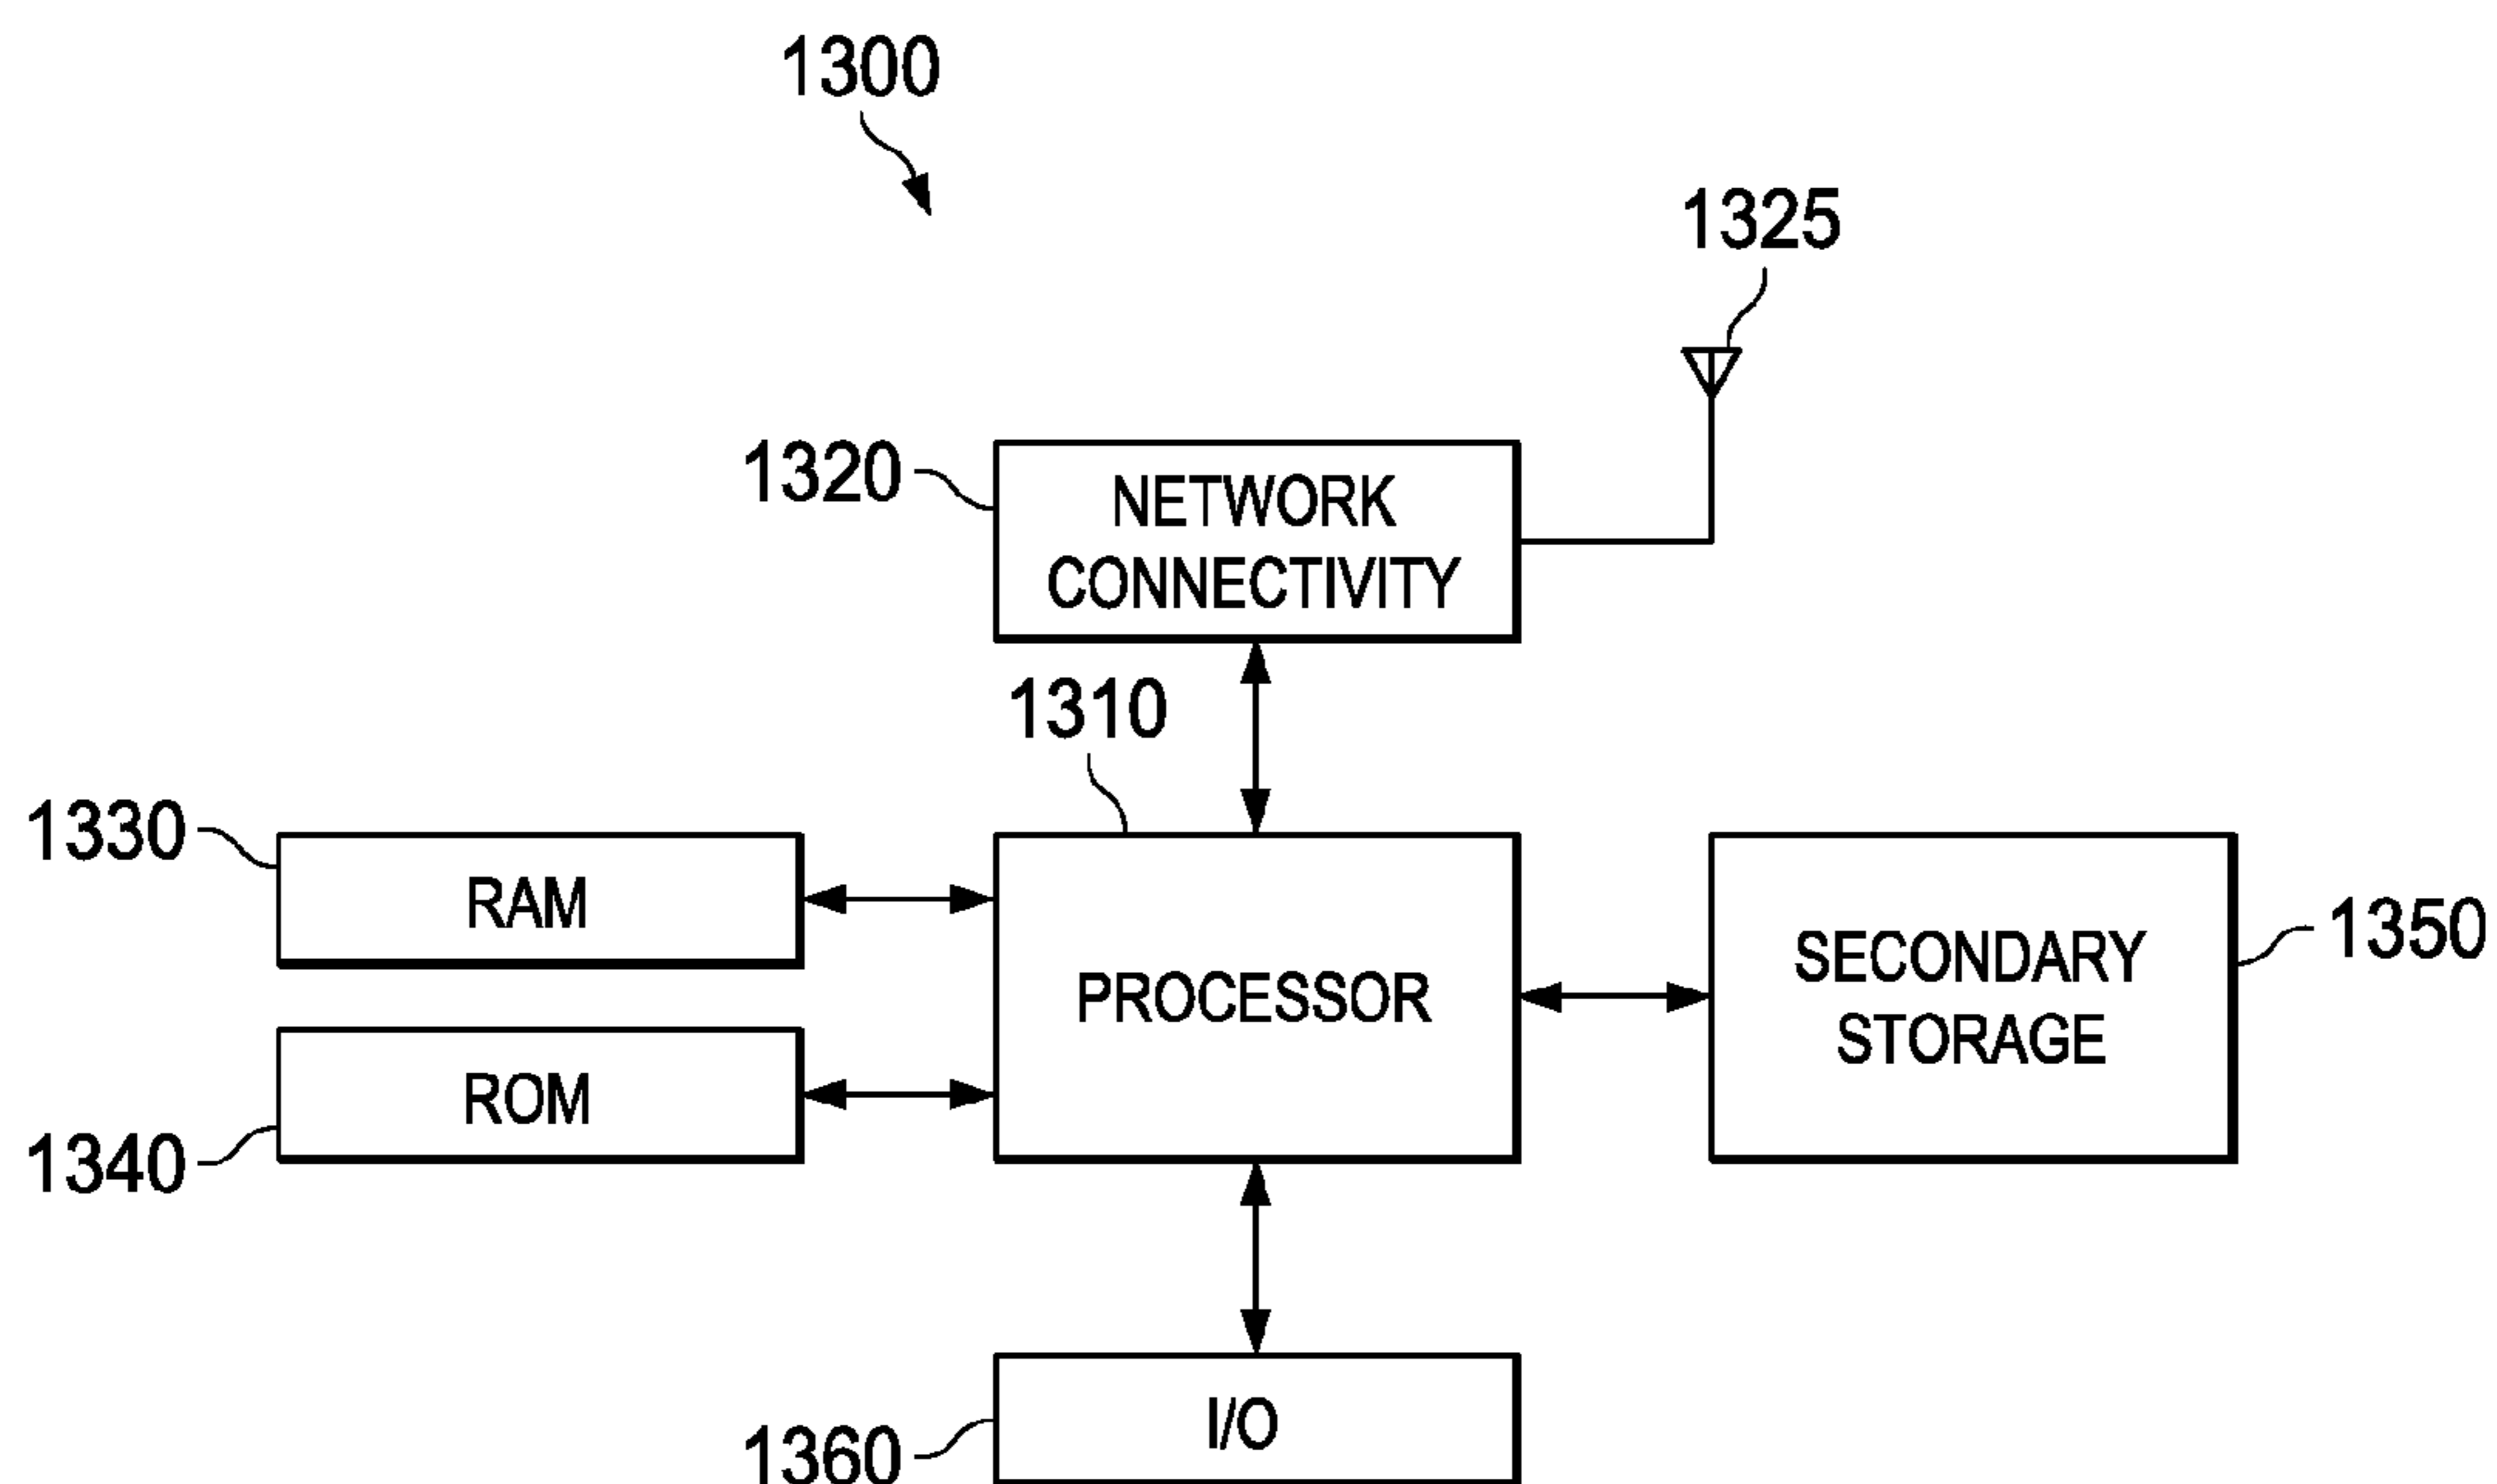 1300
1325
1320
NETWORK
CONNECTIVITY
1310
1330
RAM
PROCESSOR
SECONDARY
STORAGE
1350
ROM
1340
I/O
1360